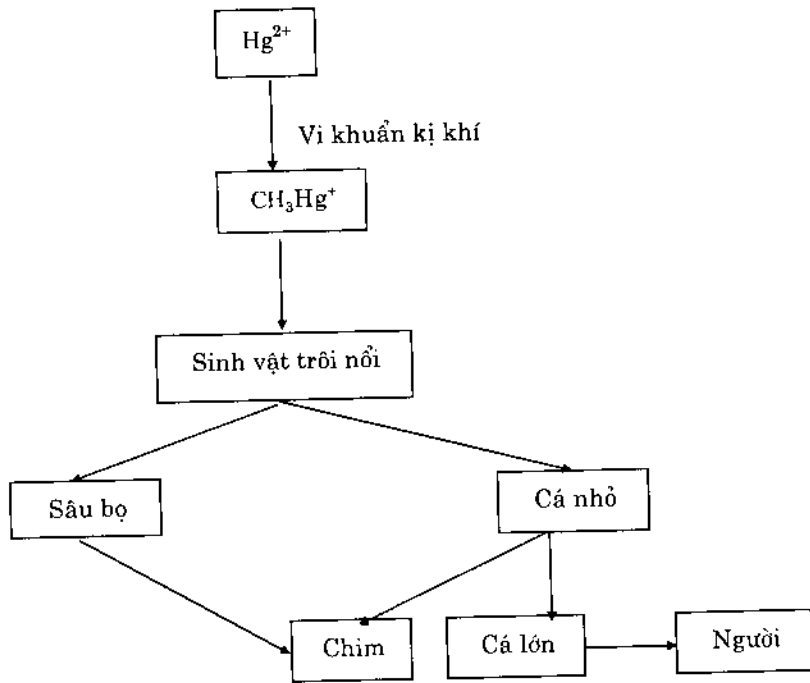 Hg²⁺
Vi khuẩn kị khí
CH₃Hg⁺
Sinh vật trôi nổi
Sâu bọ
Cá nhỏ
Chim
Cá lớn
Người